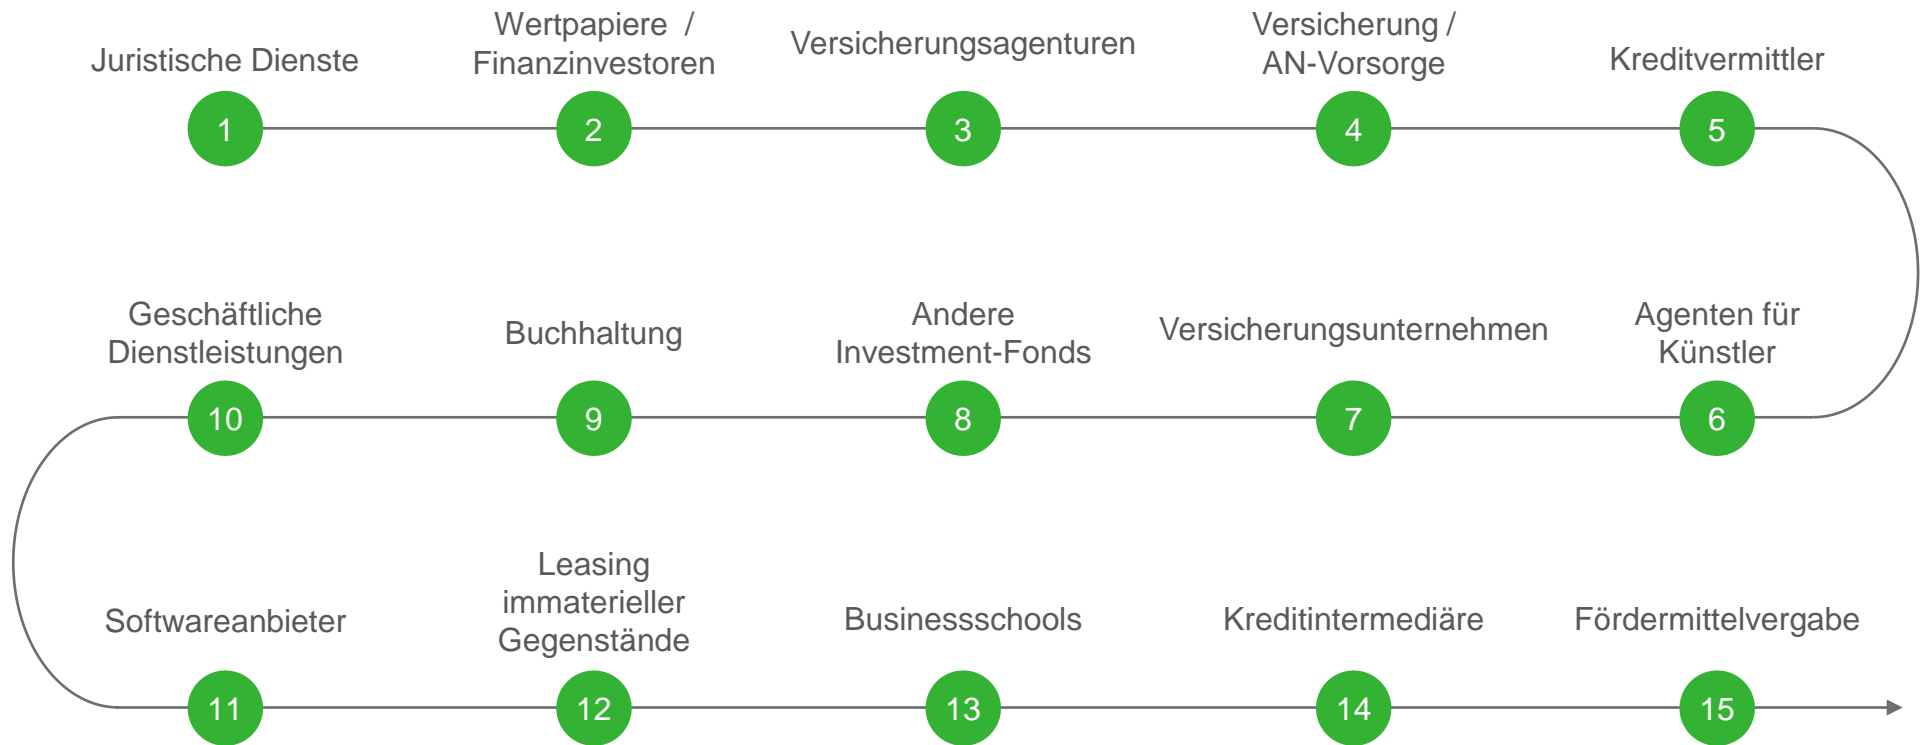 Juristische Dienste
1
Wertpapiere /
Finanzinvestoren
2
Versicherungsagenturen
3
Versicherung /
AN-Vorsorge
4
Kreditvermittler
5
Agenten für
Künstler
6
Versicherungsunternehmen
7
Andere
Investment-Fonds
8
Buchhaltung
9
Geschäftliche
Dienstleistungen
10
Softwareanbieter
11
Leasing
immaterieller
Gegenstände
12
Businessschools
13
Kreditintermediäre
14
Fördermittelvergabe
15